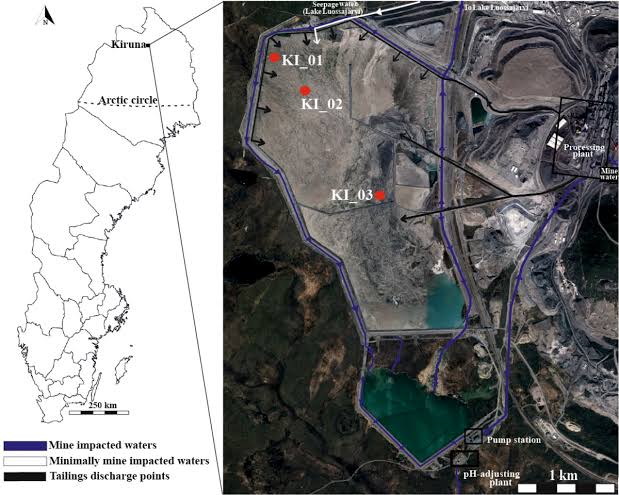 N
Kiruna
Arctic circle
250 km
Mine impacted waters
Minimally mine impacted waters
Tailings discharge points
Seepage water
(Lake Luossajärvi)
To Lake Luossajärvi
KI_01
KI_02
KI_03
Processing
plant
Mine
water
Pump station
pH-adjusting
plant
1 km